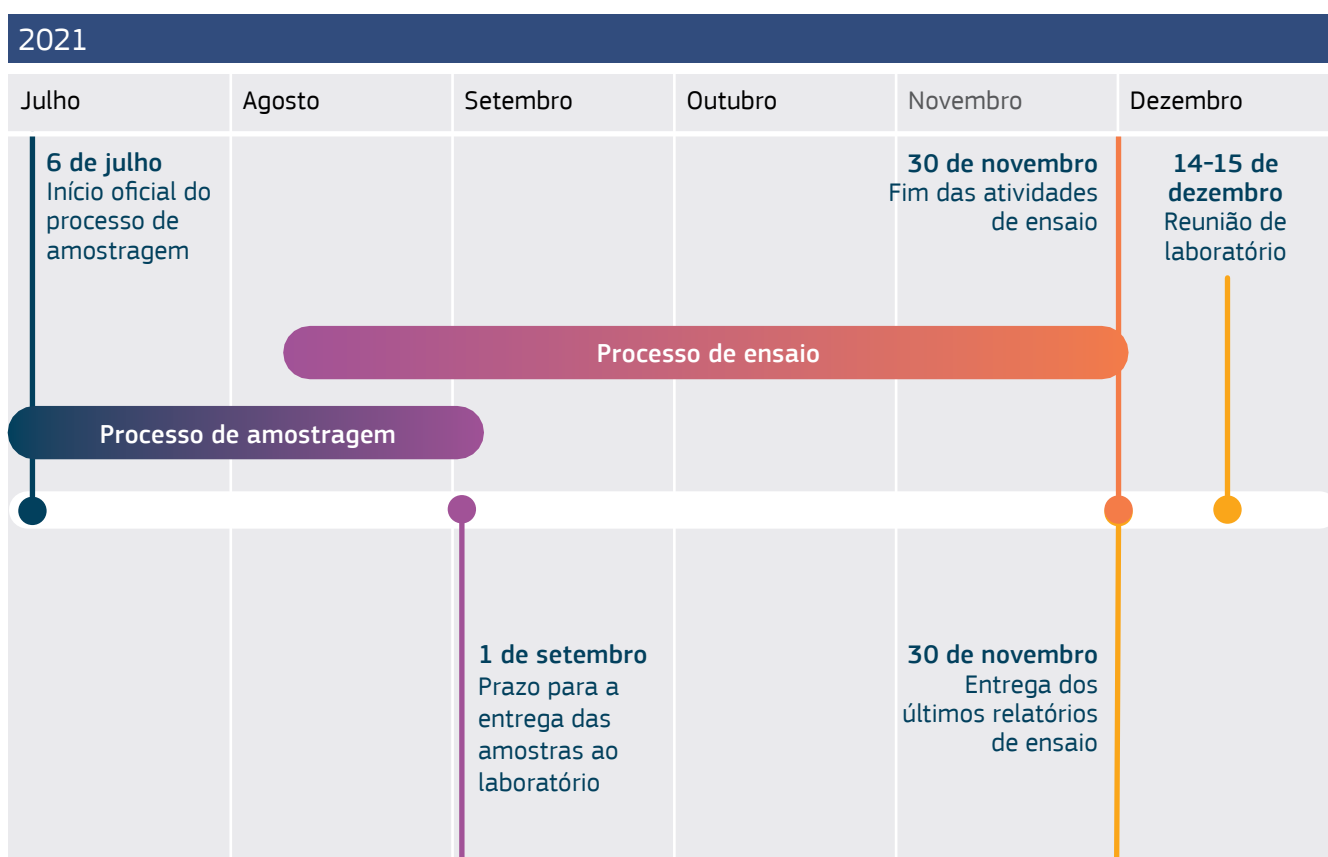 2021
Julho
Agosto
Setembro
Outubro
Novembro
Dezembro
6 de julho
Início oficial do
processo de
amostragem
30 de novembro
Fim das atividades
de ensaio
14-15 de
dezembro
Reunião de
laboratório
Processo de ensaio
Processo de amostragem
1 de setembro
Prazo para a
entrega das
amostras ao
laboratório
30 de novembro
Entrega dos
últimos relatórios
de ensaio